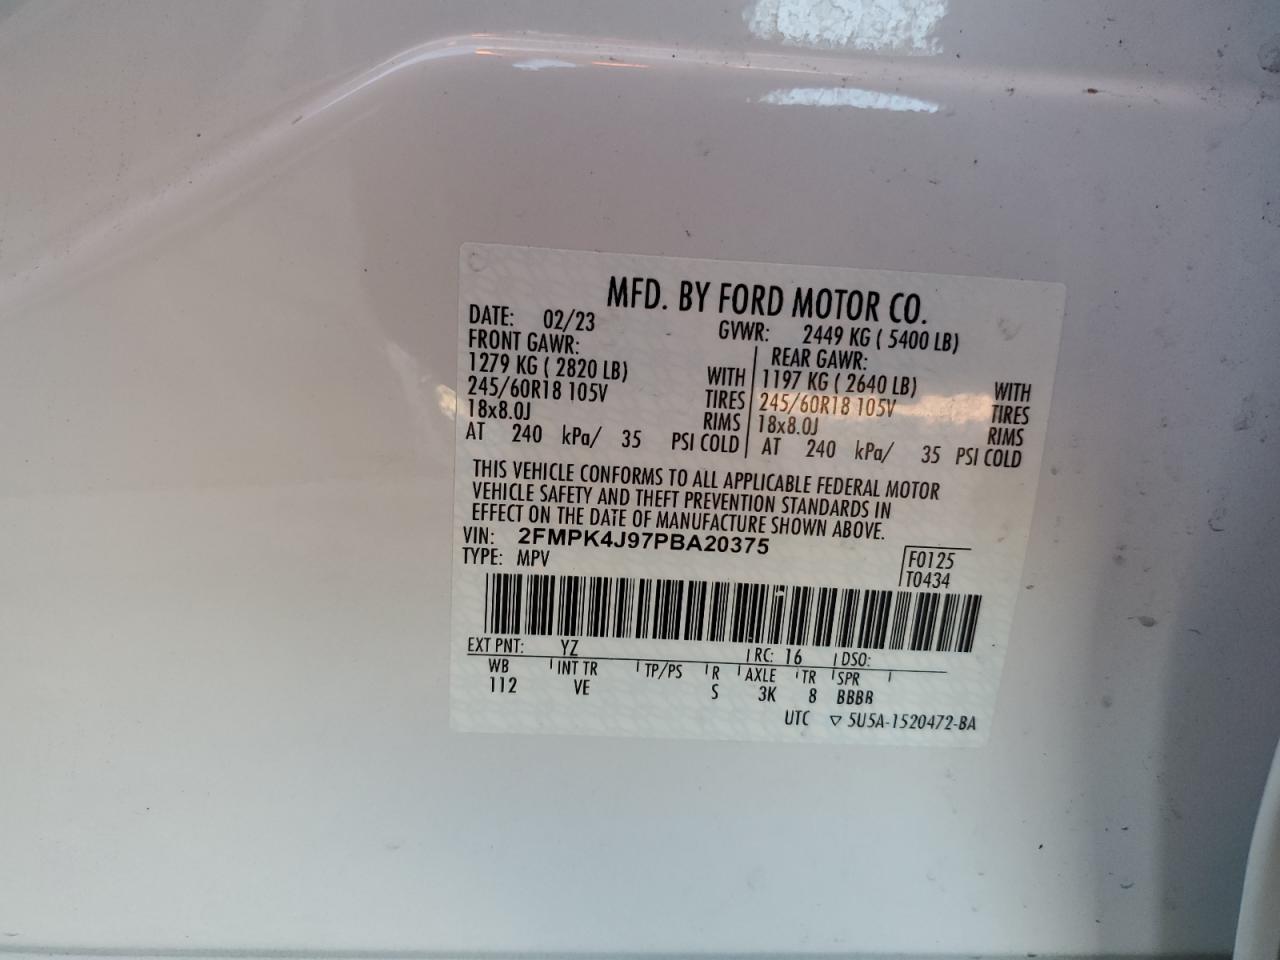 MFD. BY FORD MOTOR CO.
DATE: 02/23 GVWR: 2449 KG ( 5400 LB)
FRONT GAWR: REAR GAWR:
1279 KG ( 2820 LB) WITH 1197 KG ( 2640 LB) WITH
245/60R18 105V TIRES 245/60R18 105V TIRES
18x8.0J RIMS 18x8.0J RIMS
AT 240 kPa/ 35 PSI COLD AT 240 kPa/ 35 PSI COLD
THIS VEHICLE CONFORMS TO ALL APPLICABLE FEDERAL MOTOR
VEHICLE SAFETY AND THEFT PREVENTION STANDARDS IN
EFFECT ON THE DATE OF MANUFACTURE SHOWN ABOVE.
VIN: 2FMPK4J97PBA20375
TYPE: MPV F0125
T0434
EXT PNT: YZ RC: 16 DSO:
WB INT TR TP/PS R AXLE TR SPR
112 VE S 3K 8 BBBB
UTC ▽ 5U5A-1520472-BA